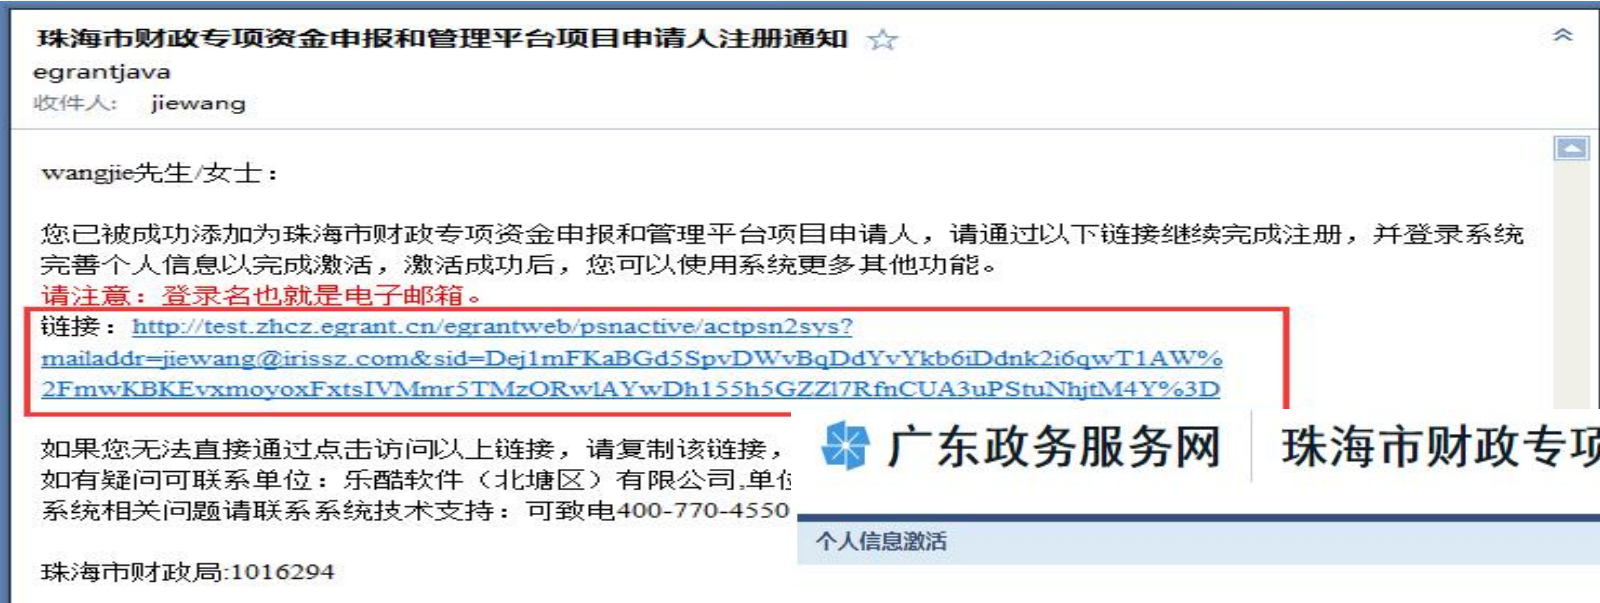 珠海市财政专项资金申报和管理平台项目申请人注册通知
egrantjava
收件人： jiewang
wangjie先生/女士：
您已被成功添加为珠海市财政专项资金申报和管理平台项目申请人，请通过以下链接继续完成注册，并登录系统
完善个人信息以完成激活，激活成功后，您可以使用系统更多其他功能。
请注意：登录名也就是电子邮箱。
链接：http://test.zhcz.egrant.cn/egrantweb/psnactive/actpsn2sys?
mailaddr=jiewang@irissz.com&sid=Dej1mFKaBGd5SpvDWvBqDdYvYkb6iDdnk2i6qwT1AW%
2FmwKBKEvxmoyoxFxtsIVMmr5TMzORwlAYwDh155h5GZZl7RfnCUA3uPStuNhjtM4Y%3D
如果您无法直接通过点击访问以上链接，请复制该链接，
如有疑问可联系单位：乐酷软件（北塘区）有限公司,单位
系统相关问题请联系系统技术支持：可致电400-770-4550
珠海市财政局:1016294
广东政务服务网
珠海市财政专项
个人信息激活